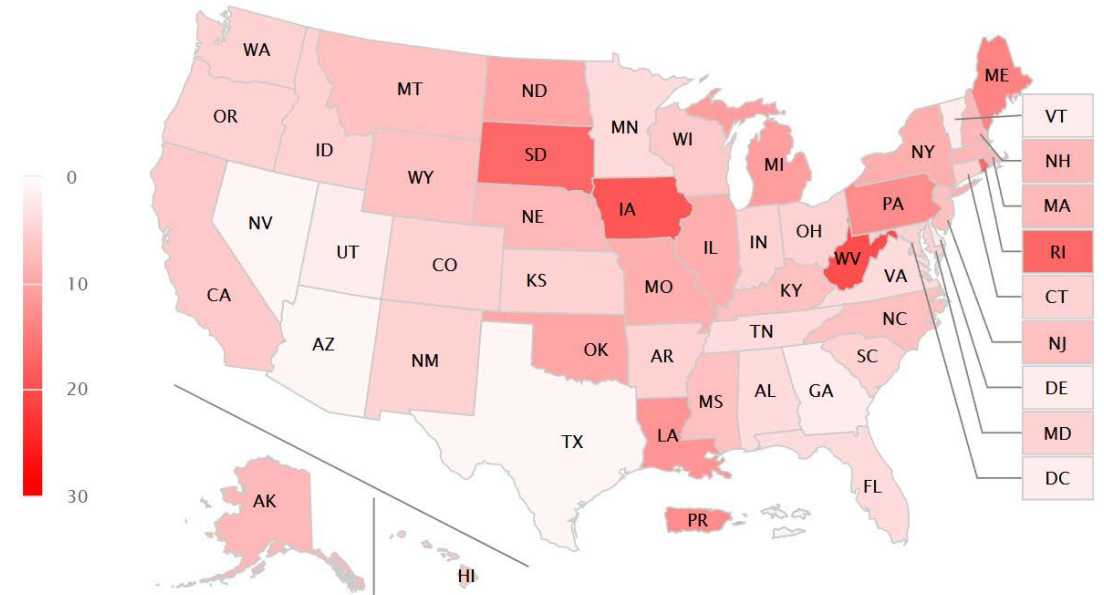 WA
MT
ND
MN
ME
VT
OR
ID
SD
WI
MI
NY
NH
WY
IA
PA
MA
0
NV
NE
IL
IN
OH
WV
VA
RI
UT
CO
KS
MO
KY
CT
10
CA
AZ
NM
OK
AR
TN
NC
SC
NJ
20
TX
LA
MS
AL
GA
DE
MD
30
AK
HI
PR
FL
DC